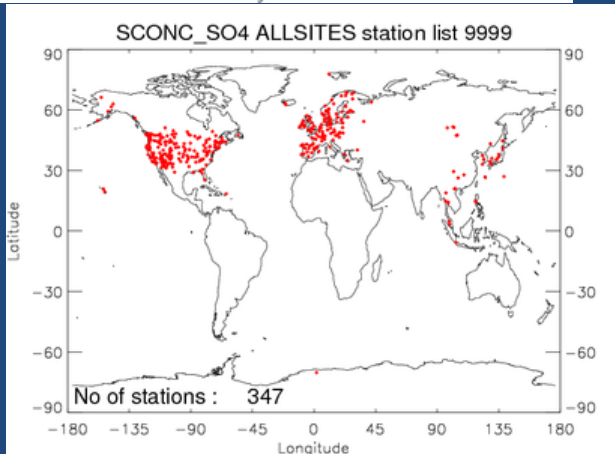 SCONC_SO4 ALLSITES station list 9999
90 90
60 60
30 30
0 0
-30 -30
-60 -60
-90 -90
Latitude
No of stations : 347
-180 -135 -90 -45 0 45 90 135 180
Longitude